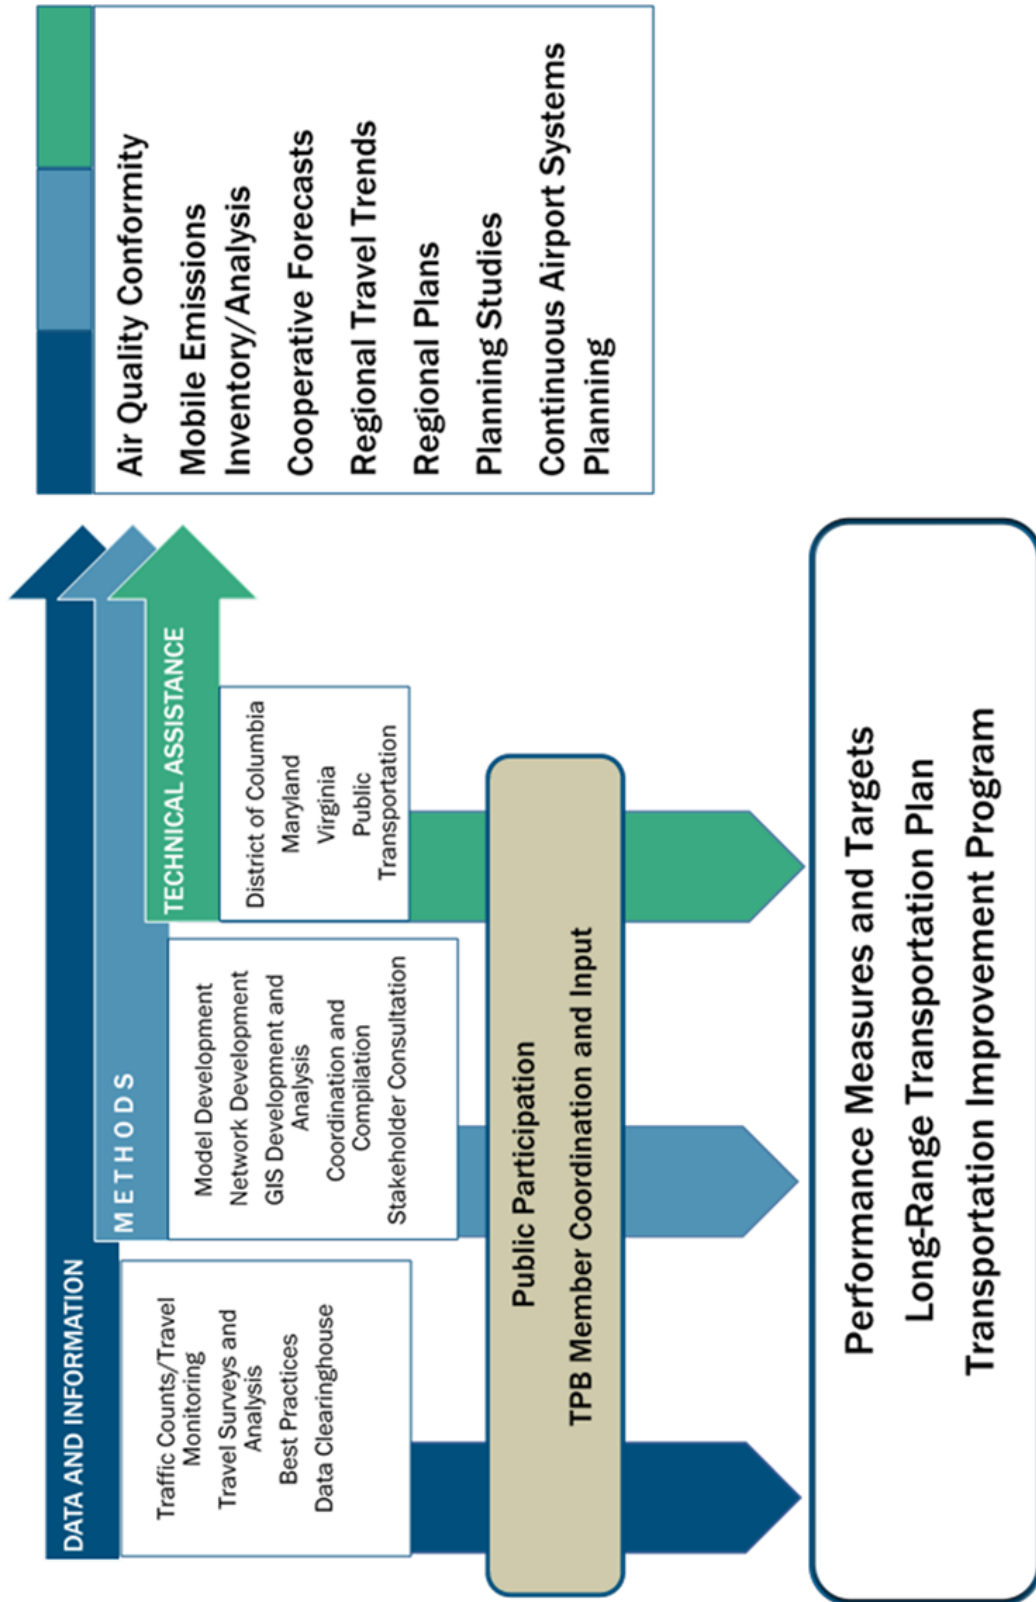 DATA AND INFORMATION
Traffic Counts/Travel
Monitoring
Travel Surveys and
Analysis
Best Practices
Data Clearinghouse
METHODS
Model Development
Network Development
GIS Development and
Analysis
Coordination and
Compilation
Stakeholder Consultation
TECHNICAL ASSISTANCE
District of Columbia
Maryland
Virginia
Public
Transportation
Air Quality Conformity
Mobile Emissions
Inventory/Analysis
Cooperative Forecasts
Regional Travel Trends
Regional Plans
Planning Studies
Continuous Airport Systems
Planning
Public Participation
TPB Member Coordination and Input
Performance Measures and Targets
Long-Range Transportation Plan
Transportation Improvement Program